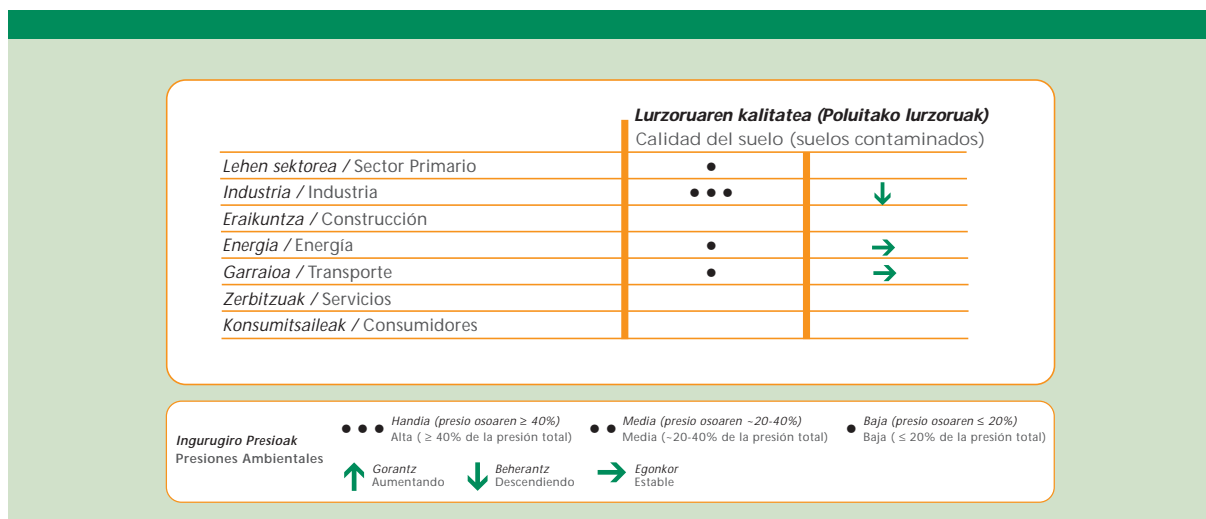 Lurzoruaren kalitatea (Poluitako lurzoruak)
Calidad del suelo (suelos contaminados)
Lehen sektorea / Sector Primario ●
Industria / Industria ● ● ● ↓
Eraikuntza / Construcción
Energia / Energía ● →
Garraioa / Transporte ● →
Zerbitzuak / Servicios
Konsumitsaileak / Consumidores
Ingurugiro Presioak
Presiones Ambientales
● ● ● Handia (presio osoaren ≥ 40%)
Alta ( ≥ 40% de la presión total)
● ● Media (presio osoaren ~20-40%)
Media (~20-40% de la presión total)
● Baja (presio osoaren ≤ 20%)
Baja ( ≤ 20% de la presión total)
↑ Gorantz
Aumentando
↓ Beherantz
Descendiendo
→ Egonkor
Estable